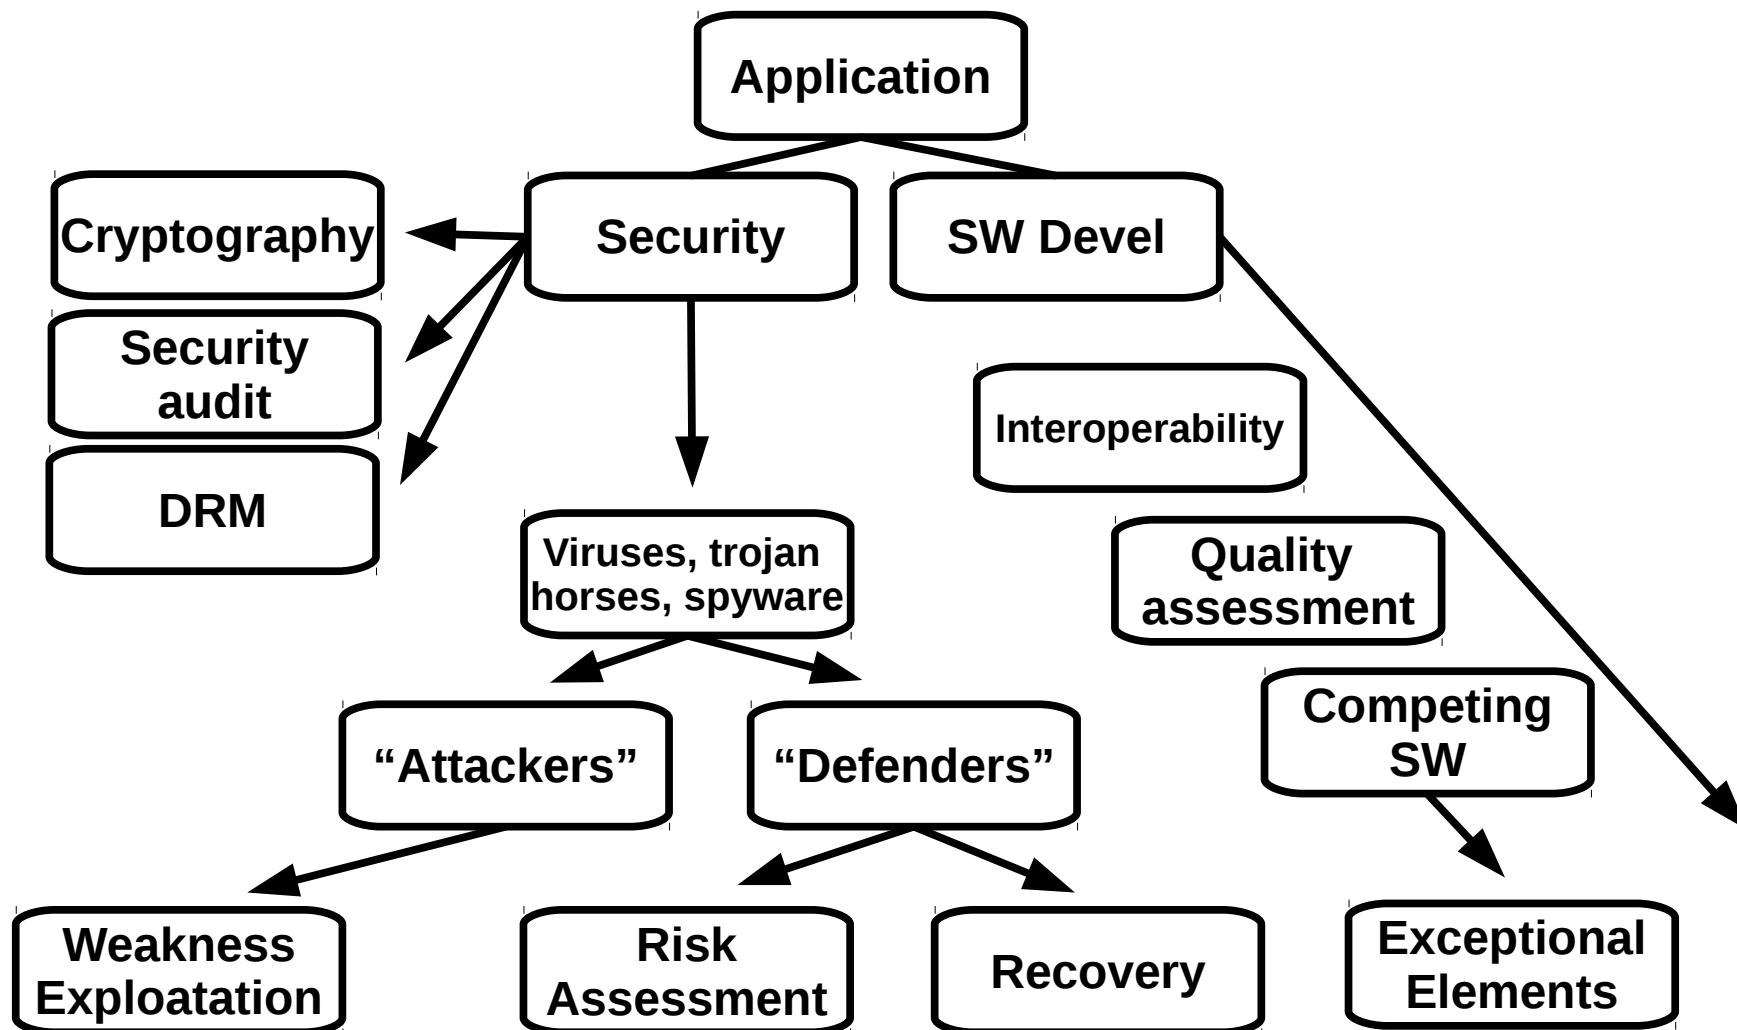 Application
Cryptography
Security
SW Devel
Security
audit
Interoperability
DRM
Viruses, trojan
horses, spyware
Quality
assessment
Competing
SW
“Attackers”
“Defenders”
Weakness
Exploatation
Risk
Assessment
Recovery
Exceptional
Elements